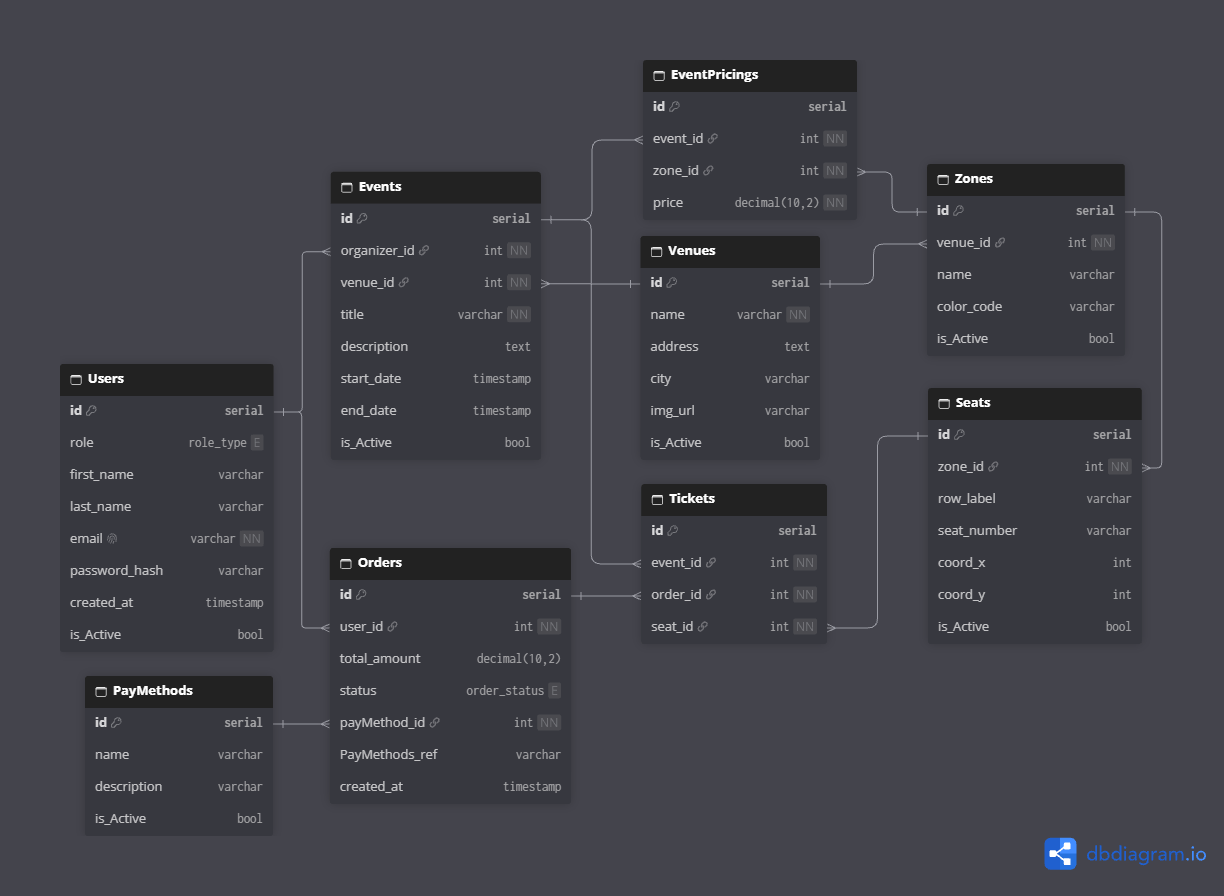 EventPricings
id serial
event_id int NN
zone_id int NN
price decimal(10,2) NN
Events
id serial
organizer_id int NN
venue_id int NN
title varchar NN
description text
start_date timestamp
end_date timestamp
is_Active bool
Zones
id serial
venue_id int NN
name varchar
color_code varchar
is_Active bool
Venues
id serial
name varchar NN
address text
city varchar
img_url varchar
is_Active bool
Users
id serial
role role_type E
first_name varchar
last_name varchar
email varchar NN
password_hash varchar
created_at timestamp
is_Active bool
Seats
id serial
zone_id int NN
row_label varchar
seat_number varchar
coord_x int
coord_y int
is_Active bool
Tickets
id serial
event_id int NN
order_id int NN
seat_id int NN
Orders
id serial
user_id int NN
total_amount decimal(10,2)
status order_status E
payMethod_id int NN
PayMethods_ref varchar
created_at timestamp
PayMethods
id serial
name varchar
description varchar
is_Active bool
dbdiagram.io